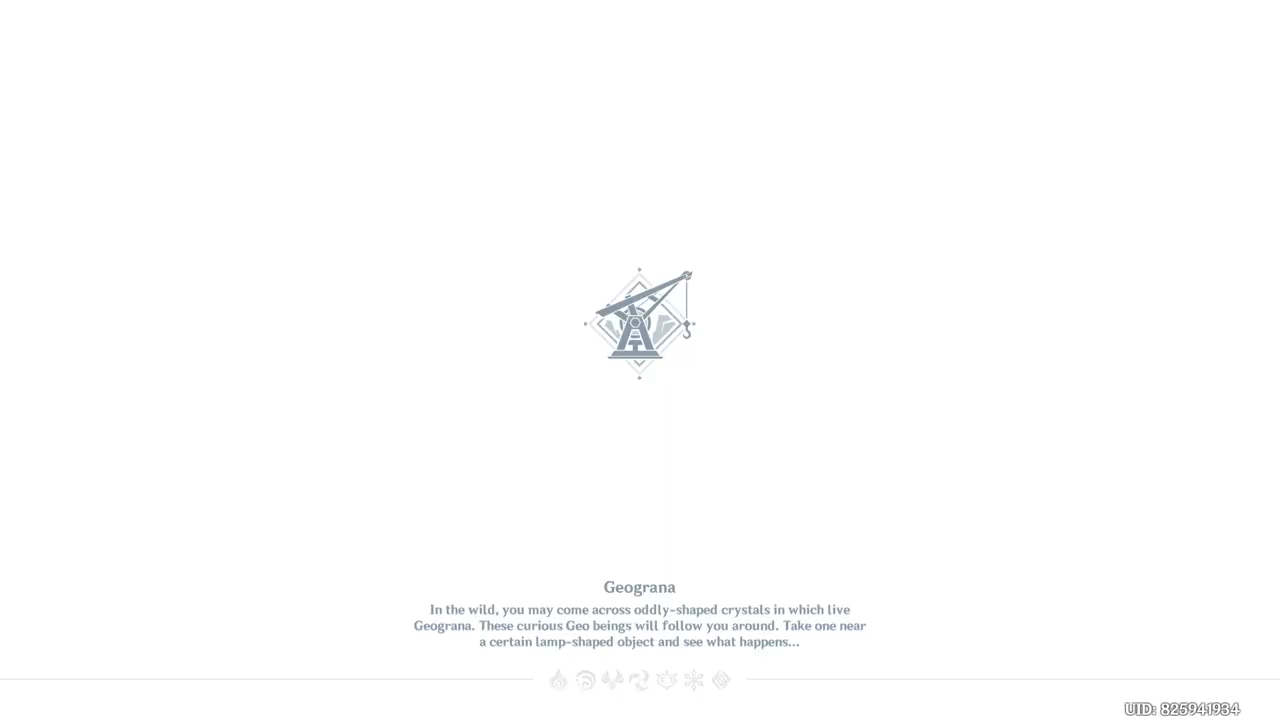 Geograna
In the wild, you may come across oddly-shaped crystals in which live
Geograna. These curious Geo beings will follow you around. Take one near
a certain lamp-shaped object and see what happens...
UID: 825941934